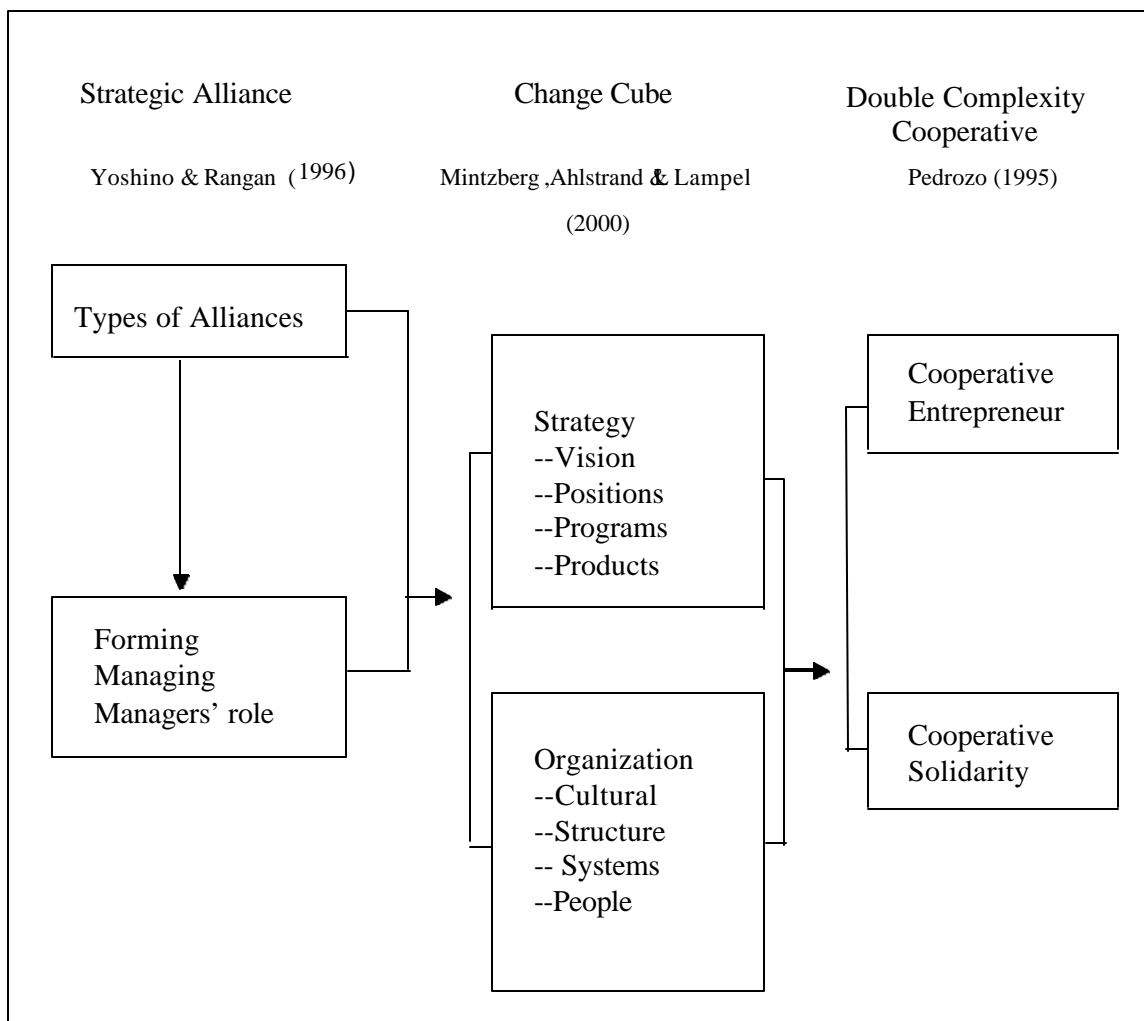 Strategic Alliance
Yoshino & Rangan (1996)
Change Cube
Mintzberg ,Ahlstrand & Lampel
(2000)
Double Complexity
Cooperative
Pedrozo (1995)
Types of Alliances
Forming
Managing
Managers’ role
Strategy
--Vision
--Positions
--Programs
--Products
Organization
--Cultural
--Structure
-- Systems
--People
Cooperative
Entrepreneur
Cooperative
Solidarity